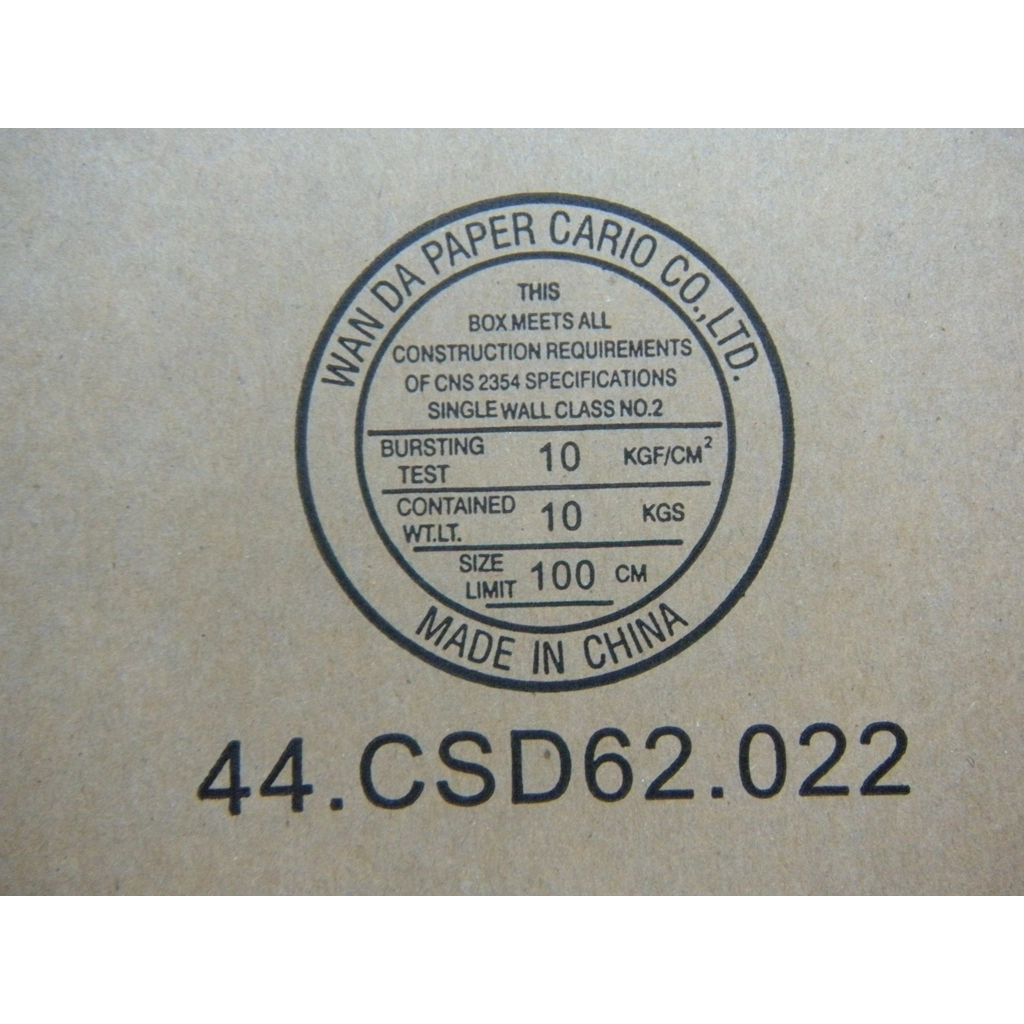 WAN DA PAPER CARIO CO.,LTD.
THIS
BOX MEETS ALL
CONSTRUCTION REQUIREMENTS
OF CNS 2354 SPECIFICATIONS
SINGLE WALL CLASS NO.2
BURSTING TEST 10 KGF/CM²
CONTAINED WT.LT. 10 KGS
SIZE LIMIT 100 CM
MADE IN CHINA
44.CSD62.022